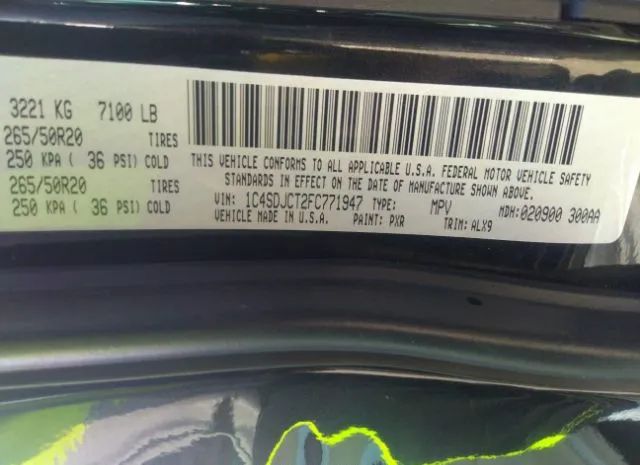 3221 KG 7100 LB
265/50R20 TIRES
250 KPA ( 36 PSI) COLD
265/50R20 TIRES
250 KPA ( 36 PSI) COLD
THIS VEHICLE CONFORMS TO ALL APPLICABLE U.S.A. FEDERAL MOTOR VEHICLE SAFETY
STANDARDS IN EFFECT ON THE DATE OF MANUFACTURE SHOWN ABOVE.
VIN: 1C4SDJCT2FC771947 TYPE: MPV MDH:020900 300AA
VEHICLE MADE IN U.S.A. PAINT: PXR TRIM: ALX9